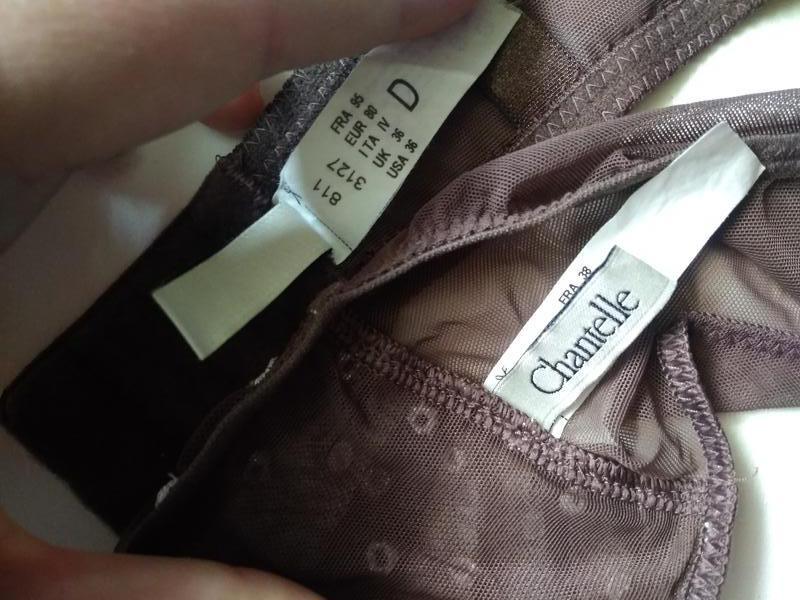 D
FRA 95
EUR 80
ITA IV
UK 36
USA 36
3127
811
FRA 38
Chantelle